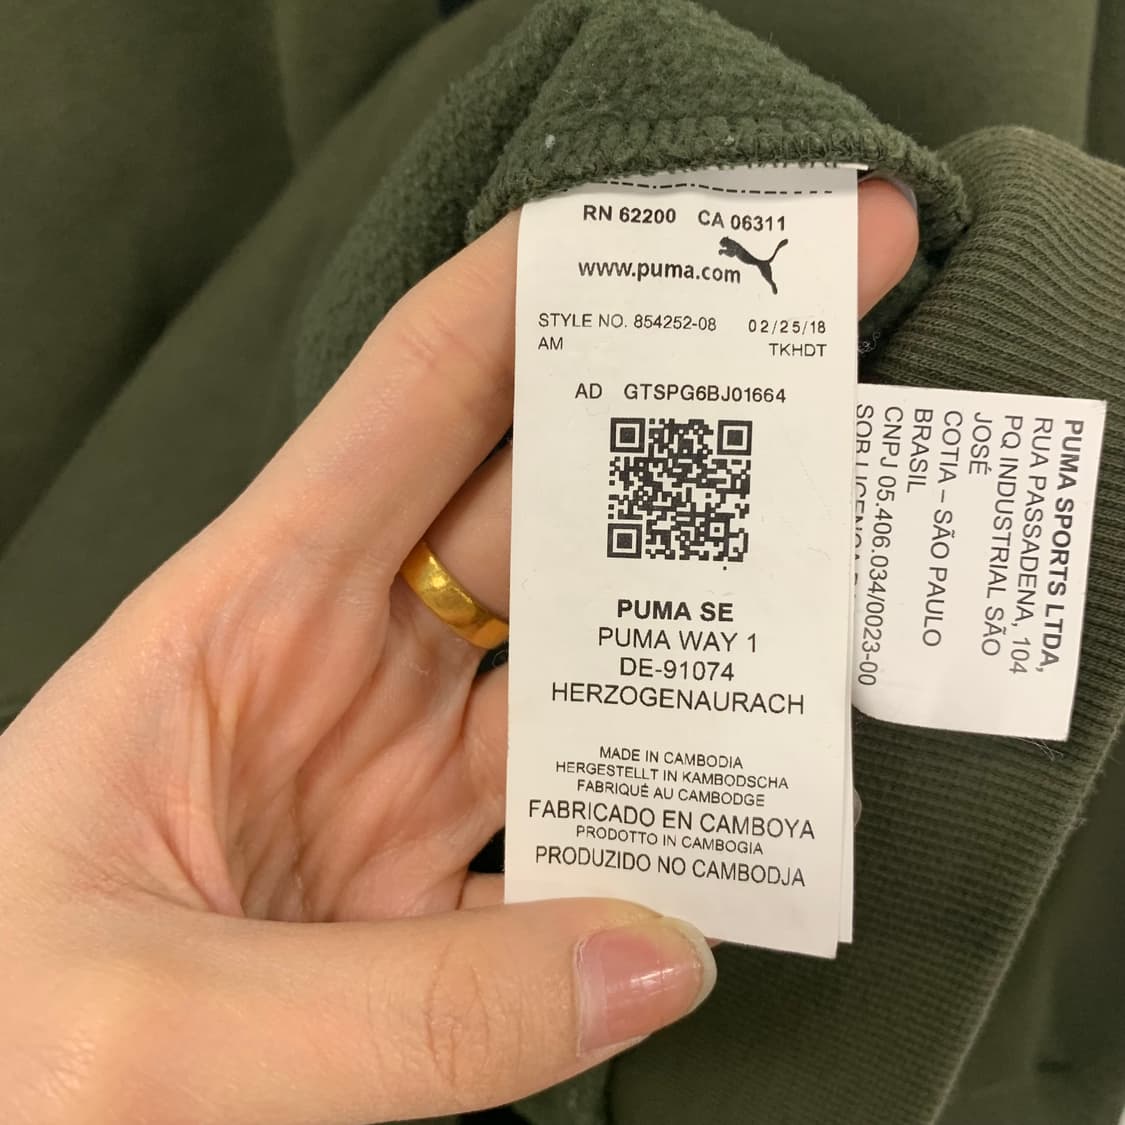 RN 62200 CA 06311
www.puma.com
STYLE NO. 854252-08 02/25/18
AM TKHDT
AD GTSPG6BJ01664
PUMA SE
PUMA WAY 1
DE-91074
HERZOGENAURACH
MADE IN CAMBODIA
HERGESTELLT IN KAMBODSCHA
FABRIQUÉ AU CAMBODGE
FABRICADO EN CAMBOYA
PRODOTTO IN CAMBOGIA
PRODUZIDO NO CAMBODJA
PUMA SPORTS LTDA,
RUA PASSADENA, 104
PQ INDUSTRIAL SÃO
JOSÉ
COTIA – SÃO PAULO
BRASIL
CNPJ 05.406.034/0023-00
SOB